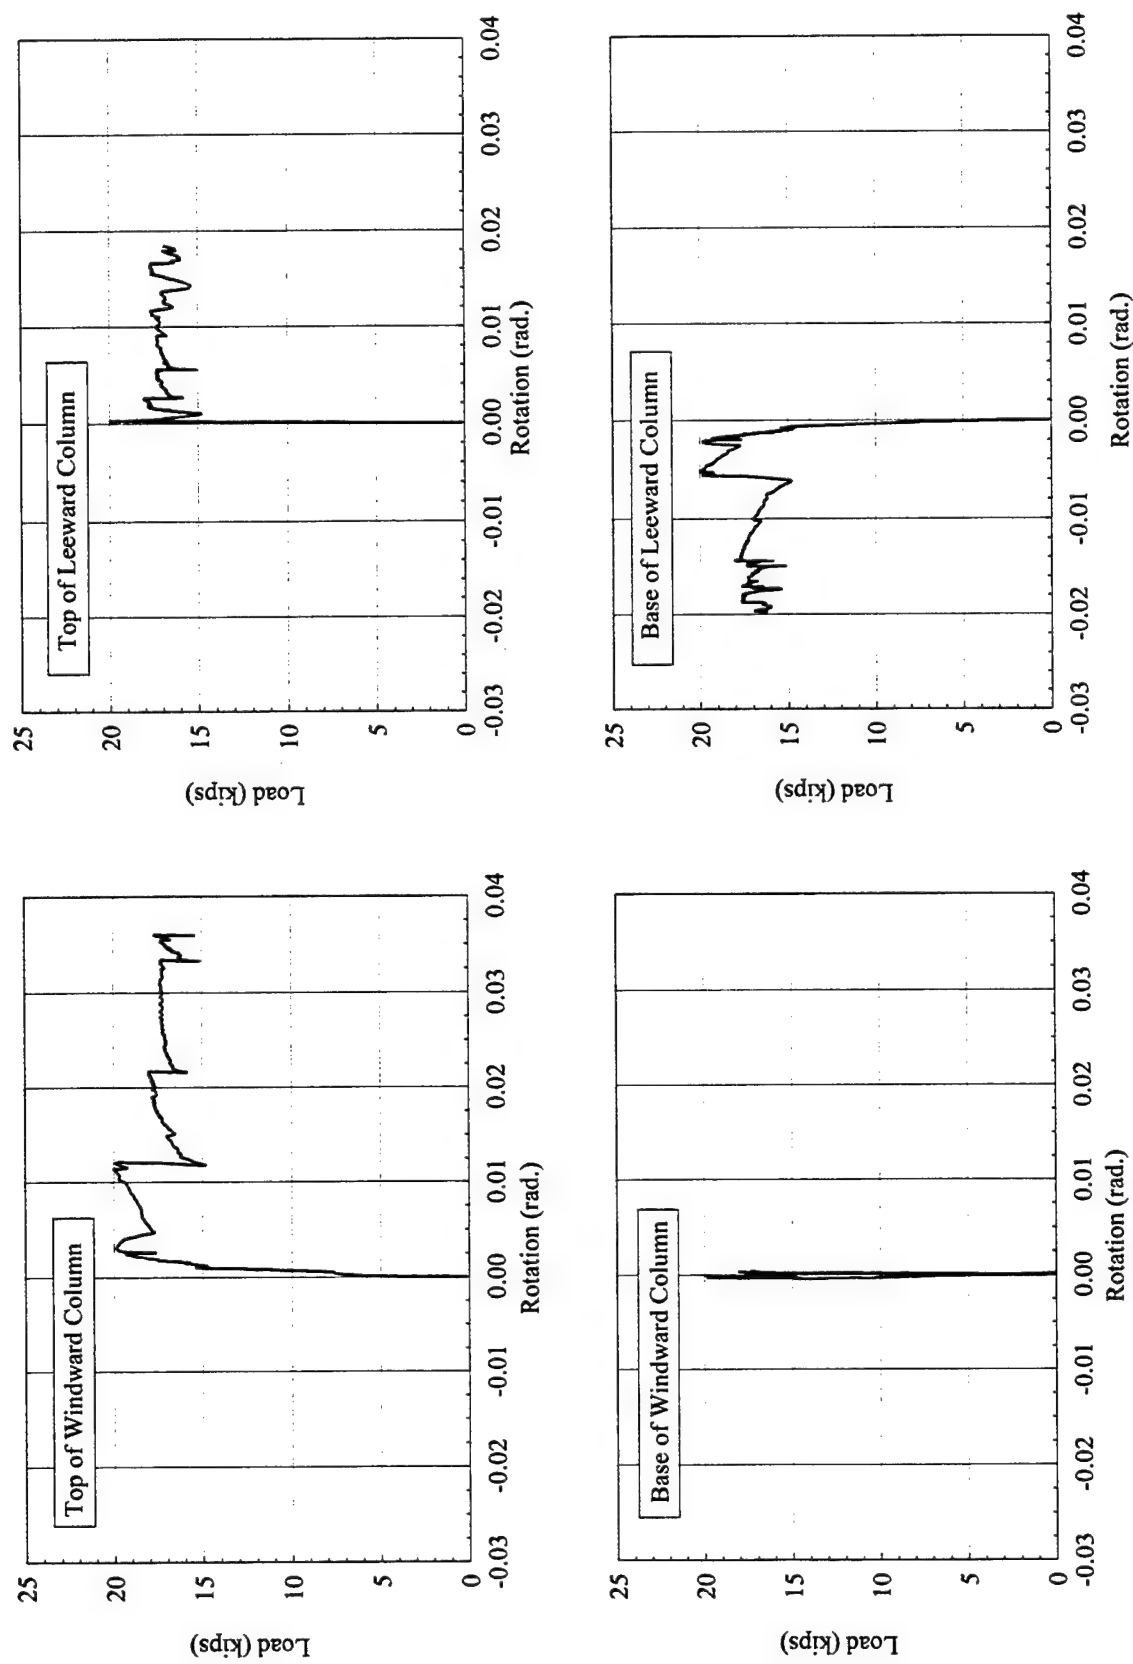 Top of Windward Column
Load (kips)
25
20
15
10
5
0
-0.03 -0.02 -0.01 0.00 0.01 0.02 0.03 0.04
Rotation (rad.)
Top of Leeward Column
Load (kips)
25
20
15
10
5
0
-0.03 -0.02 -0.01 0.00 0.01 0.02 0.03 0.04
Rotation (rad.)
Base of Windward Column
Load (kips)
25
20
15
10
5
0
-0.03 -0.02 -0.01 0.00 0.01 0.02 0.03 0.04
Rotation (rad.)
Base of Leeward Column
Load (kips)
25
20
15
10
5
0
-0.03 -0.02 -0.01 0.00 0.01 0.02 0.03 0.04
Rotation (rad.)